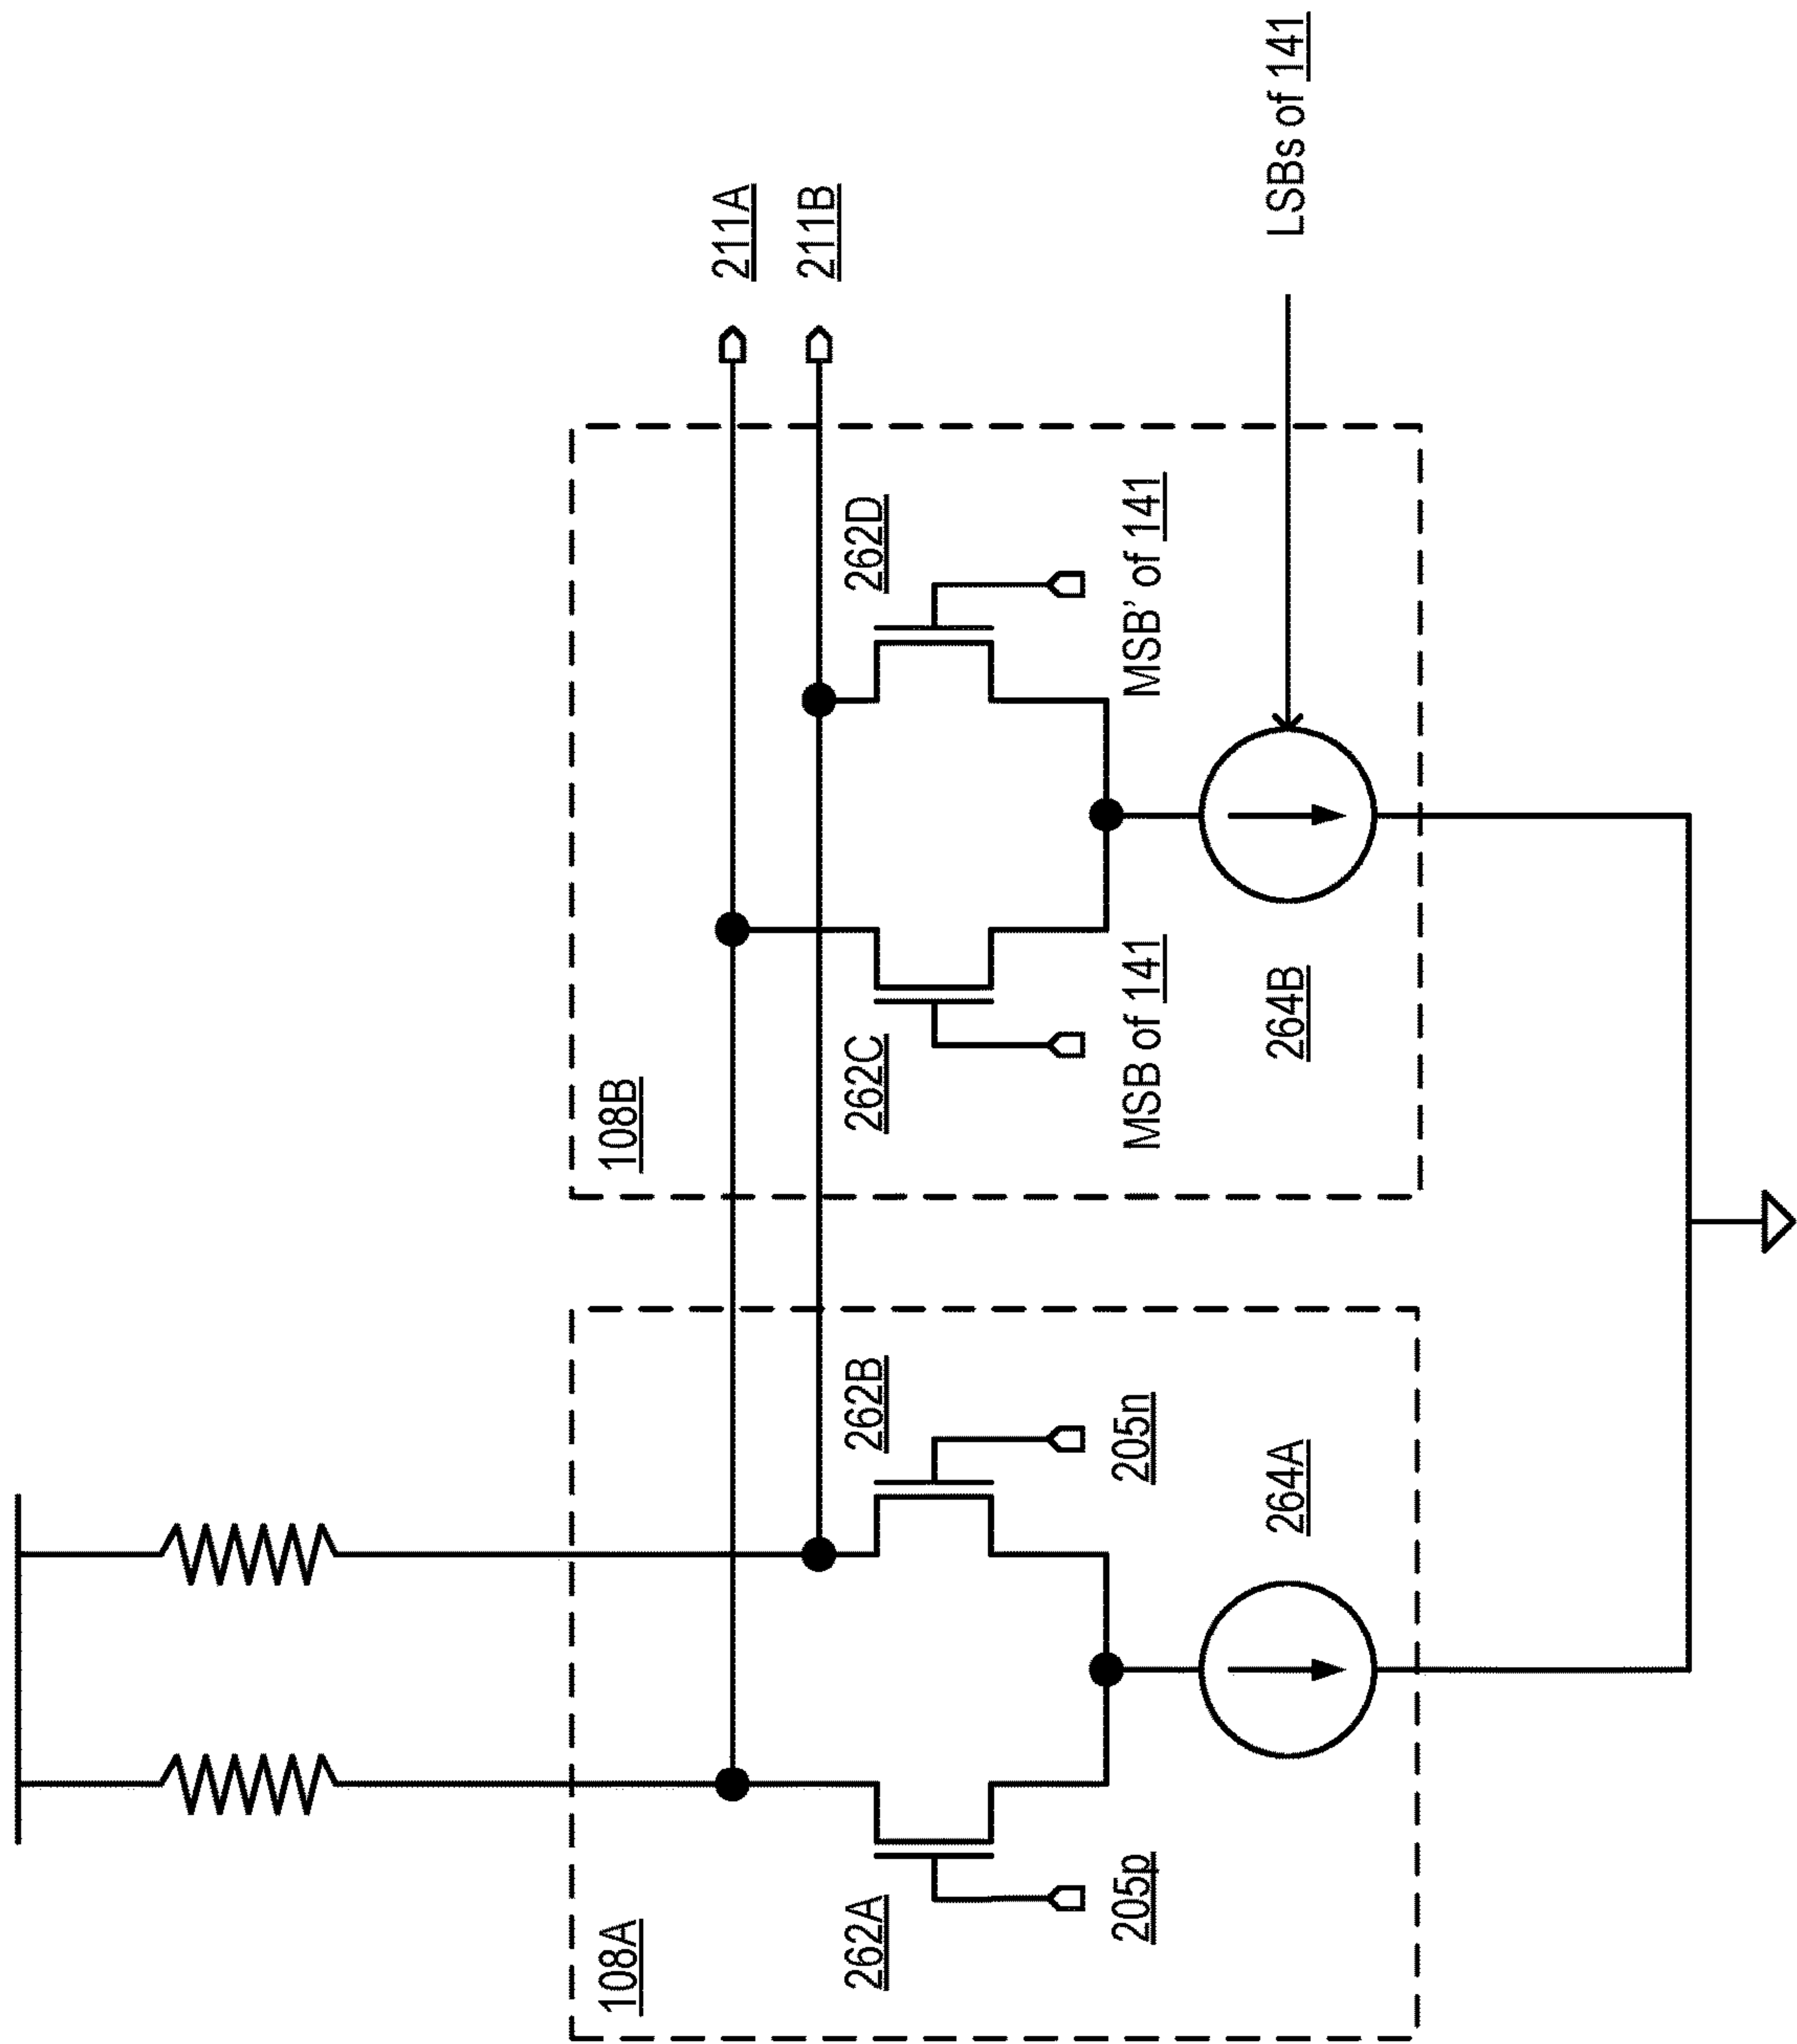 211A
211B
108A
108B
262A
262B
262C
262D
205p
205n
MSB of 141
MSB' of 141
264A
264B
LSBs of 141